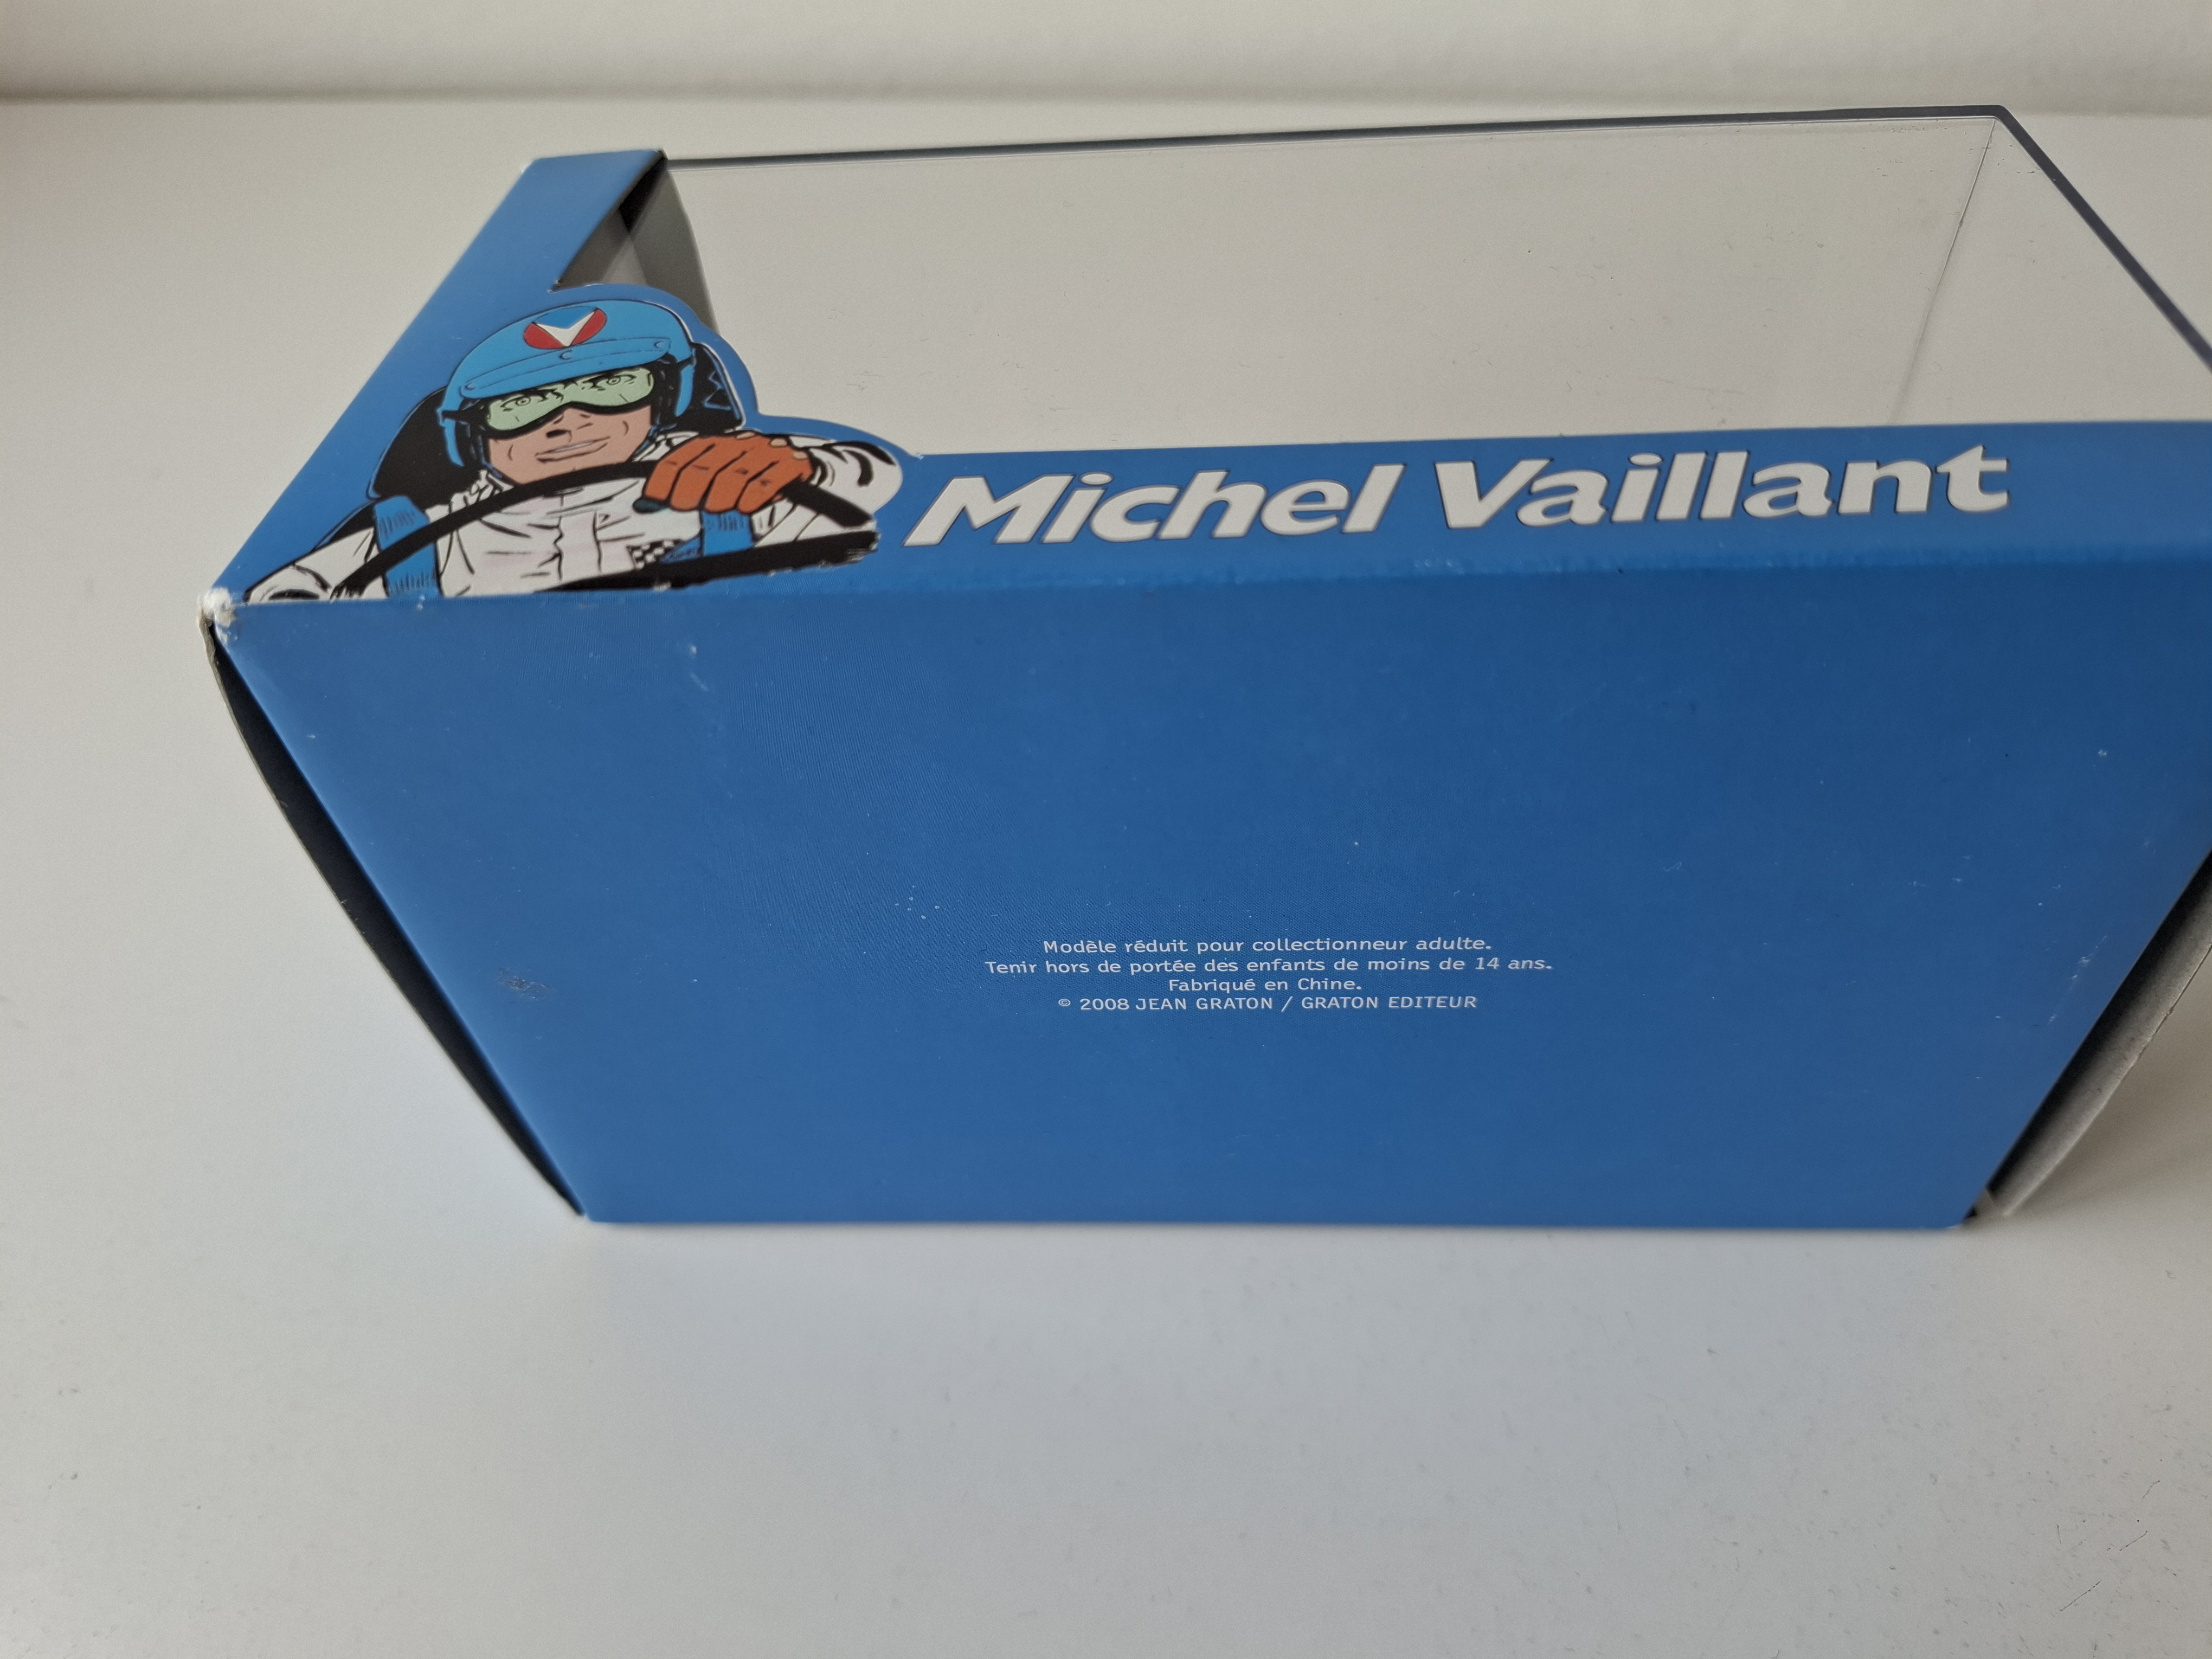 Michel Vaillant
Modèle réduit pour collectionneur adulte.
Tenir hors de portée des enfants de moins de 14 ans.
Fabriqué en Chine.
© 2008 JEAN GRATON / GRATON EDITEUR